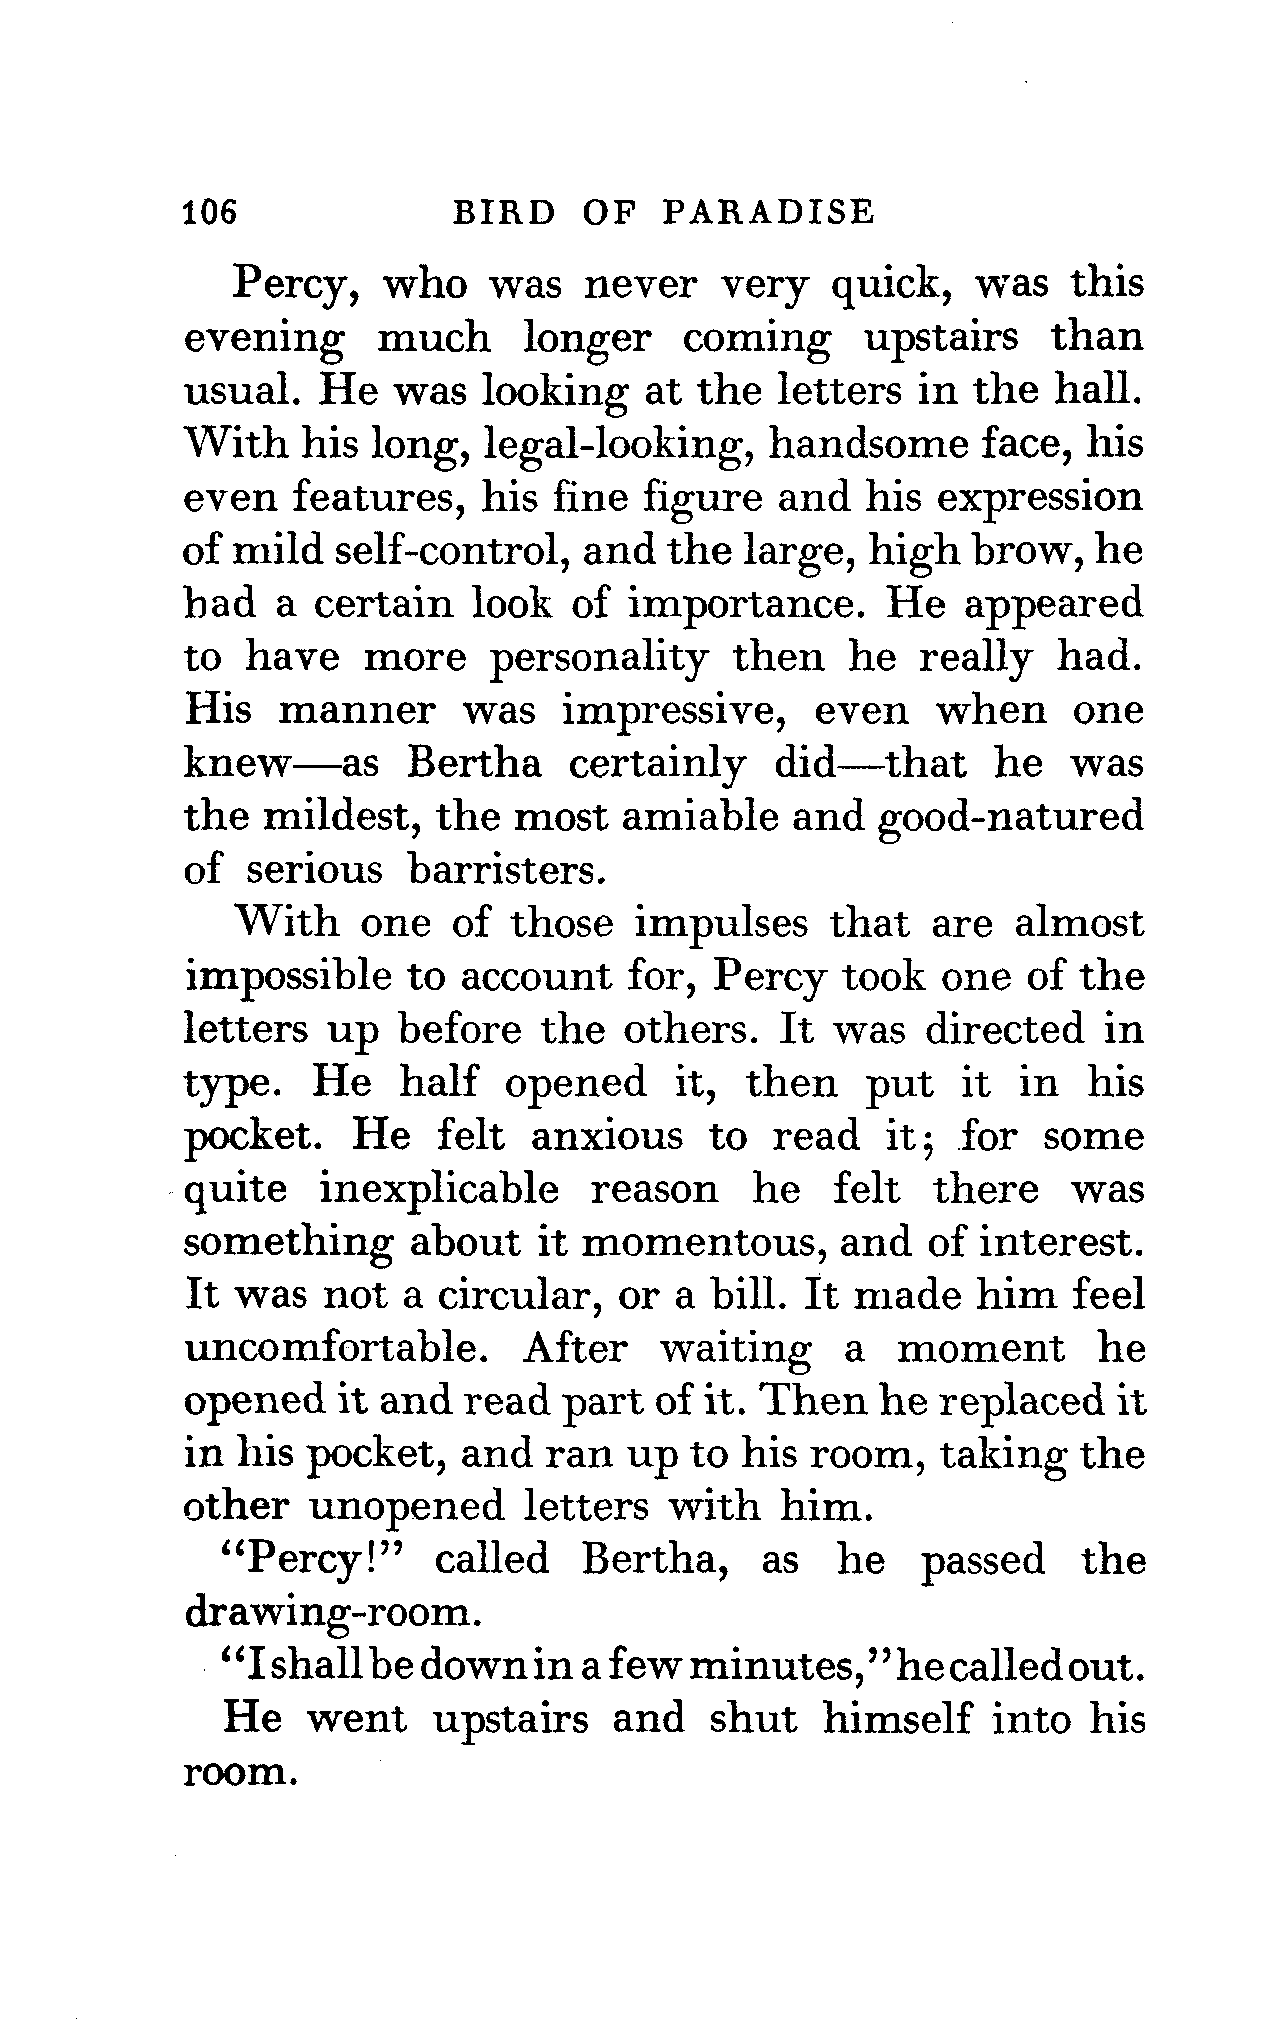 106 BIRD OF PARADISE
Percy, who was never very quick, was this
evening much longer coming upstairs than
usual. He was looking at the letters in the hall.
With his long, legal-looking, handsome face, his
even features, his fine figure and his expression
of mild self-control, and the large, high brow, he
had a certain look of importance. He appeared
to have more personality then he really had.
His manner was impressive, even when one
knew—as Bertha certainly did—that he was
the mildest, the most amiable and good-natured
of serious barristers.
With one of those impulses that are almost
impossible to account for, Percy took one of the
letters up before the others. It was directed in
type. He half opened it, then put it in his
pocket. He felt anxious to read it; for some
quite inexplicable reason he felt there was
something about it momentous, and of interest.
It was not a circular, or a bill. It made him feel
uncomfortable. After waiting a moment he
opened it and read part of it. Then he replaced it
in his pocket, and ran up to his room, taking the
other unopened letters with him.
“Percy!” called Bertha, as he passed the
drawing-room.
“I shall be down in a few minutes,” he called out.
He went upstairs and shut himself into his
room.